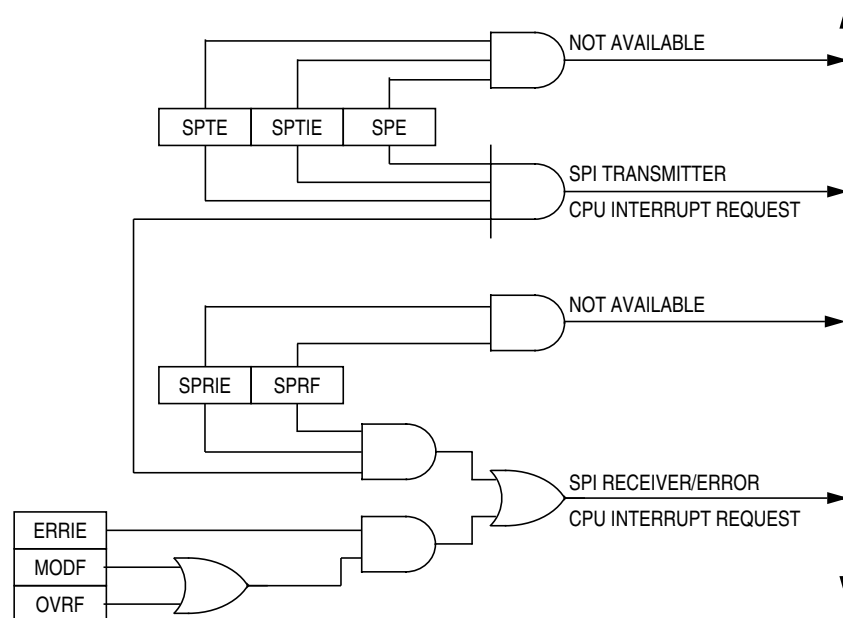 NOT AVAILABLE
SPTE SPTIE SPE
SPI TRANSMITTER
CPU INTERRUPT REQUEST
NOT AVAILABLE
SPRIE SPRF
SPI RECEIVER/ERROR
CPU INTERRUPT REQUEST
ERRIE
MODF
OVRF